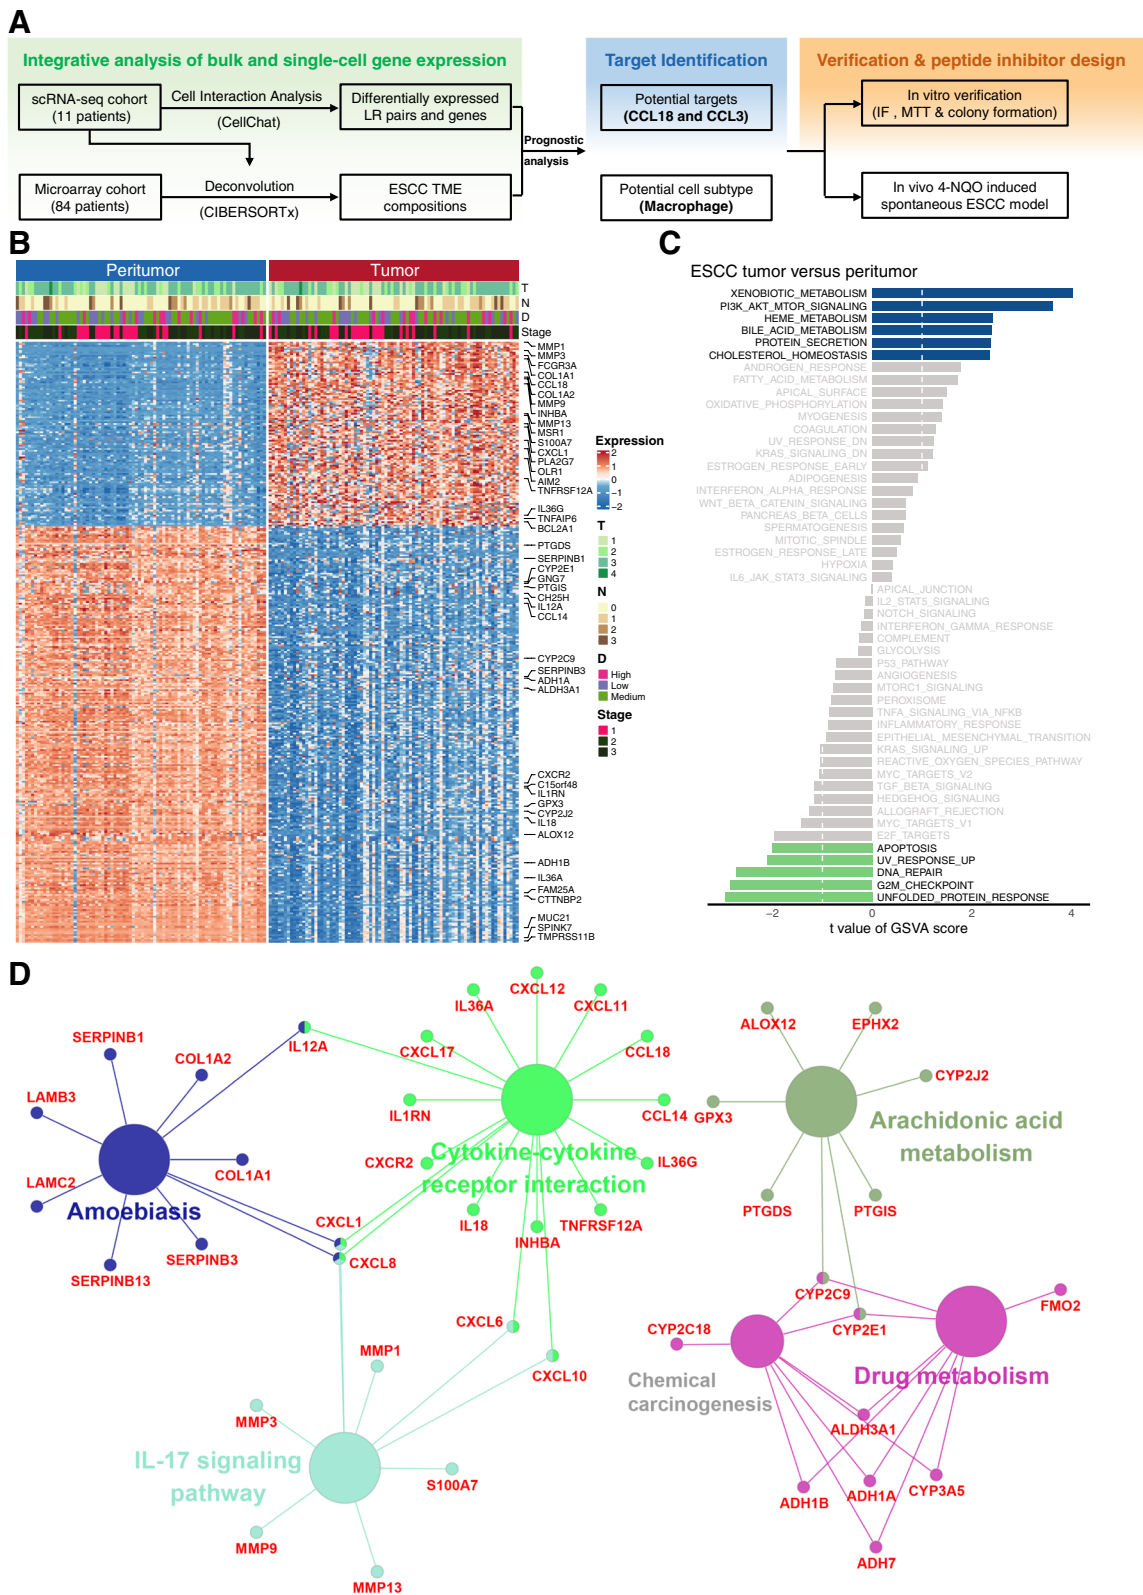 A
Integrative analysis of bulk and single-cell gene expression
Target Identification
Verification & peptide inhibitor design
scRNA-seq cohort
(11 patients)
Cell Interaction Analysis
(CellChat)
Differentially expressed
LR pairs and genes
Prognostic
analysis
Potential targets
(CCL18 and CCL3)
In vitro verification
(IF , MTT & colony formation)
Microarray cohort
(84 patients)
Deconvolution
(CIBERSORTx)
ESCC TME
compositions
Potential cell subtype
(Macrophage)
In vivo 4-NQO induced
spontaneous ESCC model
B
Peritumor
Tumor
T
N
D
Stage
MMP1
MMP3
FCGR3A
COL1A1
CCL18
COL1A2
MMP9
INHBA
MMP13
MSR1
S100A7
CXCL1
PLA2G7
OLR1
AIM2
TNFRSF12A
IL36G
TNFAIP6
BCL2A1
PTGDS
SERPINB1
CYP2E1
GNG7
PTGIS
CH25H
IL12A
CCL14
CYP2C9
SERPINB3
ADH1A
ALDH3A1
CXCR2
C15orf48
IL1RN
GPX3
CYP2J2
IL18
ALOX12
ADH1B
IL36A
FAM25A
CTTNBP2
MUC21
SPINK7
TMPRSS11B
Expression
2
1
0
−1
−2
T
1
2
3
4
N
0
1
2
3
D
High
Low
Medium
Stage
1
2
3
C
ESCC tumor versus peritumor
XENOBIOTIC_METABOLISM
PI3K_AKT_MTOR_SIGNALING
HEME_METABOLISM
BILE_ACID_METABOLISM
PROTEIN_SECRETION
CHOLESTEROL_HOMEOSTASIS
ANDROGEN_RESPONSE
FATTY_ACID_METABOLISM
APICAL_SURFACE
OXIDATIVE_PHOSPHORYLATION
MYOGENESIS
COAGULATION
UV_RESPONSE_DN
KRAS_SIGNALING_DN
ESTROGEN_RESPONSE_EARLY
ADIPOGENESIS
INTERFERON_ALPHA_RESPONSE
WNT_BETA_CATENIN_SIGNALING
PANCREAS_BETA_CELLS
SPERMATOGENESIS
MITOTIC_SPINDLE
ESTROGEN_RESPONSE_LATE
HYPOXIA
IL6_JAK_STAT3_SIGNALING
APICAL_JUNCTION
IL2_STAT5_SIGNALING
NOTCH_SIGNALING
INTERFERON_GAMMA_RESPONSE
COMPLEMENT
GLYCOLYSIS
P53_PATHWAY
ANGIOGENESIS
MTORC1_SIGNALING
PEROXISOME
TNFA_SIGNALING_VIA_NFKB
INFLAMMATORY_RESPONSE
EPITHELIAL_MESENCHYMAL_TRANSITION
KRAS_SIGNALING_UP
REACTIVE_OXYGEN_SPECIES_PATHWAY
MYC_TARGETS_V2
TGF_BETA_SIGNALING
HEDGEHOG_SIGNALING
ALLOGRAFT_REJECTION
MYC_TARGETS_V1
E2F_TARGETS
APOPTOSIS
UV_RESPONSE_UP
DNA_REPAIR
G2M_CHECKPOINT
UNFOLDED_PROTEIN_RESPONSE
−2 0 2 4
t value of GSVA score
D
CXCL12
IL36A
CXCL11
ALOX12
EPHX2
SERPINB1
IL12A
CXCL17
CCL18
COL1A2
CYP2J2
LAMB3
IL1RN
CCL14
GPX3
Arachidonic acid
metabolism
Cytokine-cytokine
receptor interaction
CXCR2
IL36G
COL1A1
LAMC2
Amoebiasis
PTGDS
PTGIS
CXCL1
IL18
TNFRSF12A
INHBA
SERPINB3
CXCL8
SERPINB13
CYP2C9
FMO2
CXCL6
CYP2C18
CYP2E1
MMP1
CXCL10
Chemical
carcinogenesis
Drug metabolism
MMP3
ALDH3A1
IL-17 signaling
pathway
S100A7
ADH1B
ADH1A
CYP3A5
MMP9
ADH7
MMP13